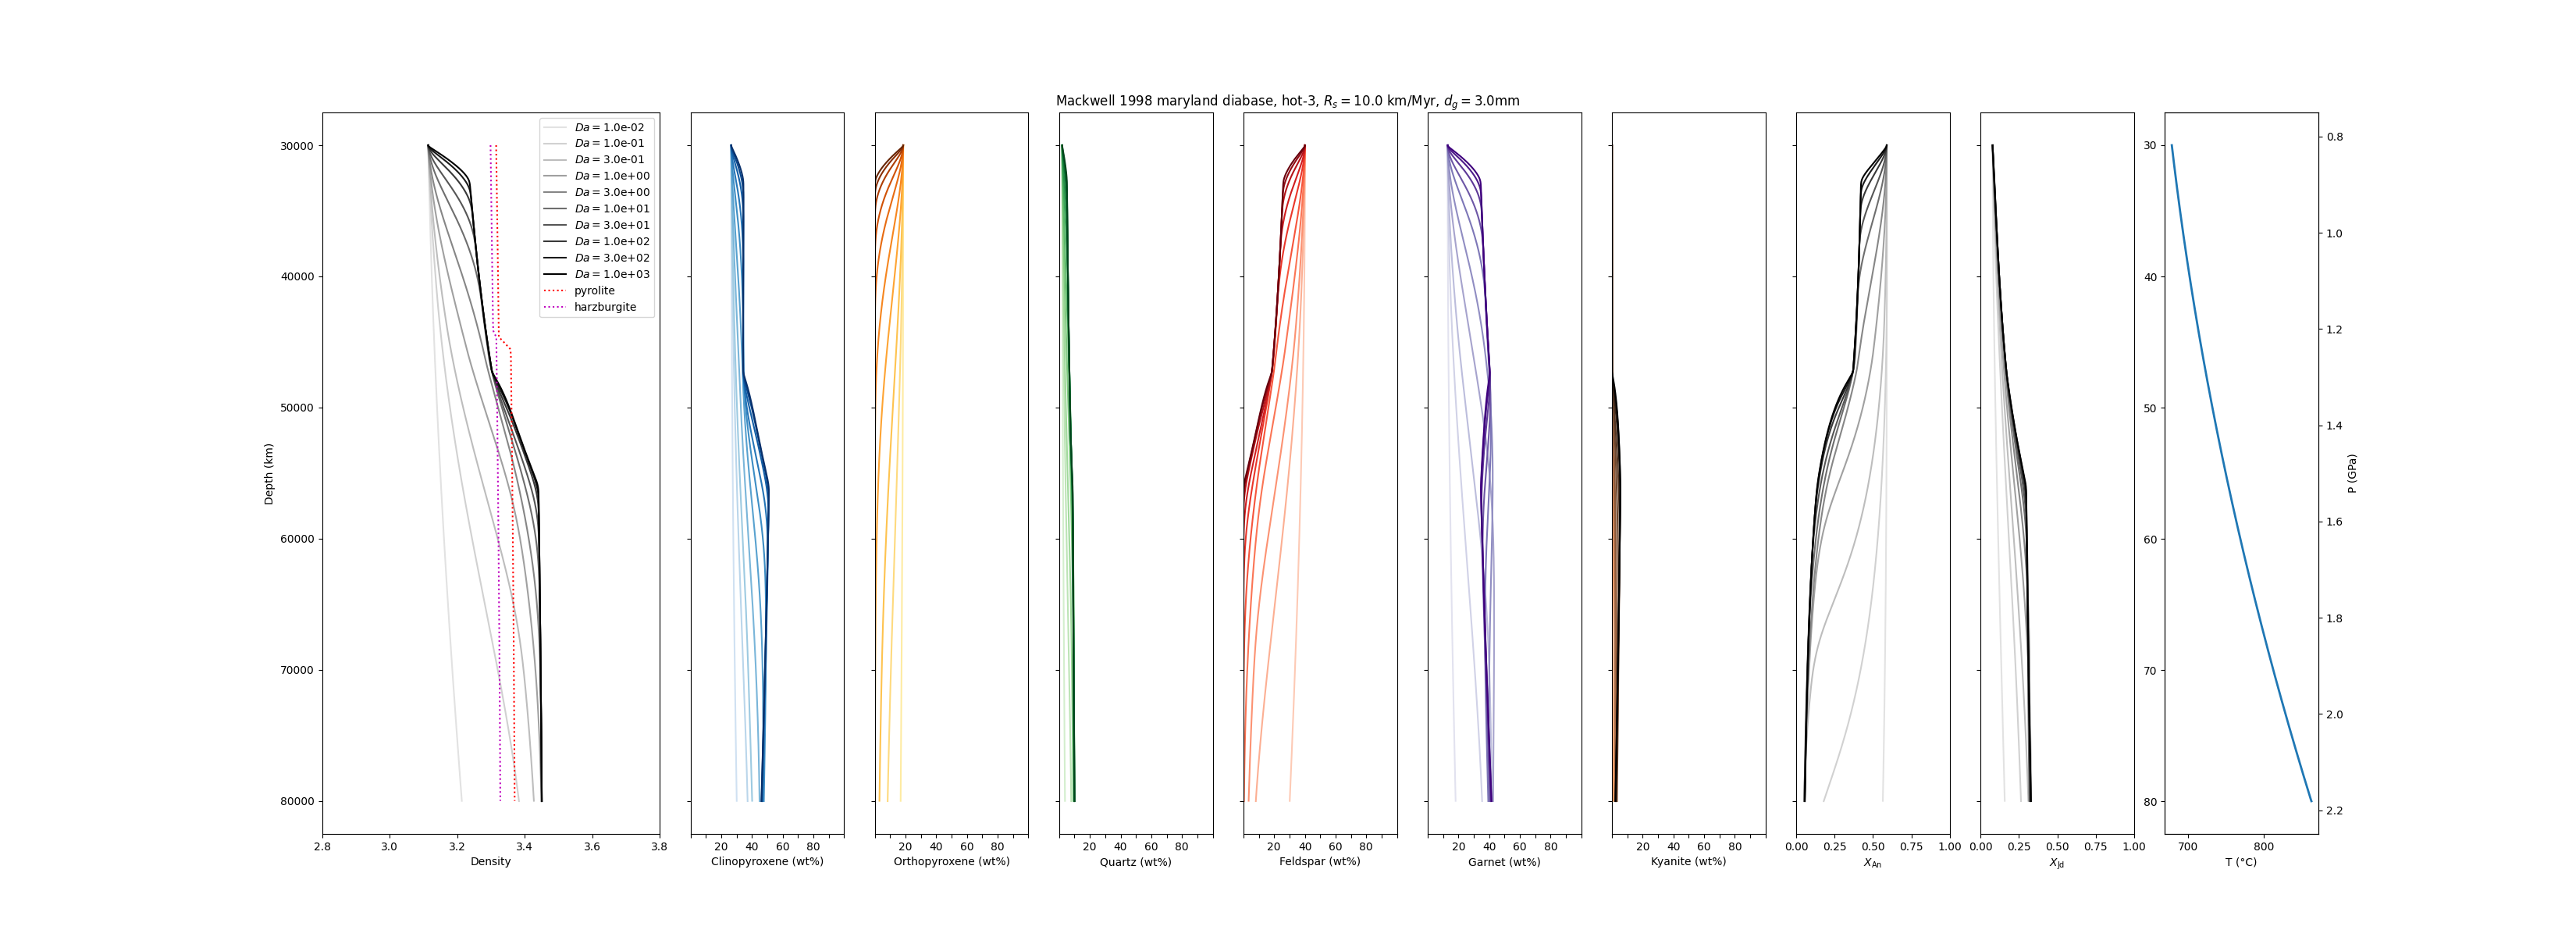 Mackwell 1998 maryland diabase, hot-3, Rs = 10.0 km/Myr, dg = 3.0mm
Da = 1.0e-02
Da = 1.0e-01
Da = 3.0e-01
Da = 1.0e+00
Da = 3.0e+00
Da = 1.0e+01
Da = 3.0e+01
Da = 1.0e+02
Da = 3.0e+02
Da = 1.0e+03
pyrolite
harzburgite
Depth (km)
30000
40000
50000
60000
70000
80000
2.8 3.0 3.2 3.4 3.6 3.8
Density
20 40 60 80
Clinopyroxene (wt%)
20 40 60 80
Orthopyroxene (wt%)
20 40 60 80
Quartz (wt%)
20 40 60 80
Feldspar (wt%)
20 40 60 80
Garnet (wt%)
20 40 60 80
Kyanite (wt%)
0.00 0.25 0.50 0.75 1.00
XAn
0.00 0.25 0.50 0.75 1.00
XJd
30
40
50
60
70
80
700 800
T (°C)
0.8
1.0
1.2
1.4
1.6
1.8
2.0
2.2
P (GPa)